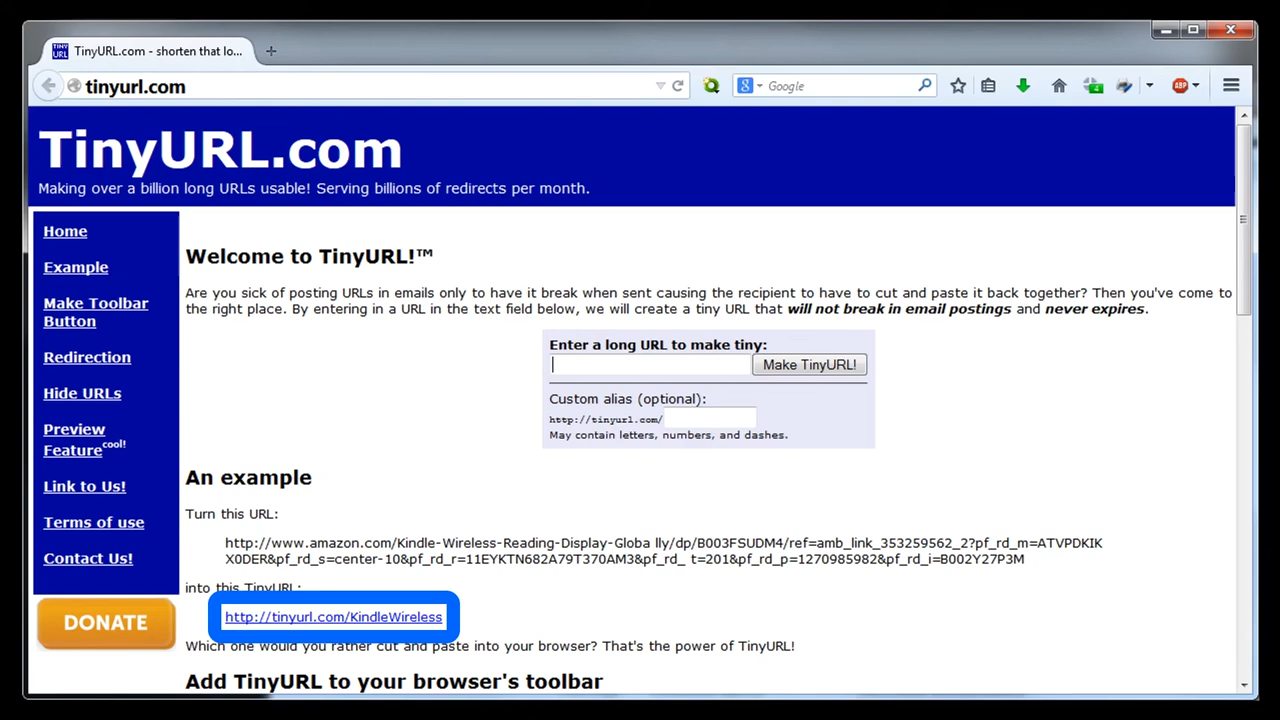 TinyURL.com - shorten that lo...
tinyurl.com
Google
TinyURL.com
Making over a billion long URLs usable! Serving billions of redirects per month.
Home
Example
Make Toolbar
Button
Redirection
Hide URLs
Preview
Feature cool!
Link to Us!
Terms of use
Contact Us!
DONATE
Welcome to TinyURL!™
Are you sick of posting URLs in emails only to have it break when sent causing the recipient to have to cut and paste it back together? Then you've come to
the right place. By entering in a URL in the text field below, we will create a tiny URL that will not break in email postings and never expires.
Enter a long URL to make tiny:
Make TinyURL!
Custom alias (optional):
http://tinyurl.com/
May contain letters, numbers, and dashes.
An example
Turn this URL:
http://www.amazon.com/Kindle-Wireless-Reading-Display-Globa lly/dp/B003FSUDM4/ref=amb_link_353259562_2?pf_rd_m=ATVPDKIK
X0DER&pf_rd_s=center-10&pf_rd_r=11EYKTN682A79T370AM3&pf_rd_ t=201&pf_rd_p=1270985982&pf_rd_i=B002Y27P3M
into this TinyURL:
http://tinyurl.com/KindleWireless
Which one would you rather cut and paste into your browser? That's the power of TinyURL!
Add TinyURL to your browser's toolbar